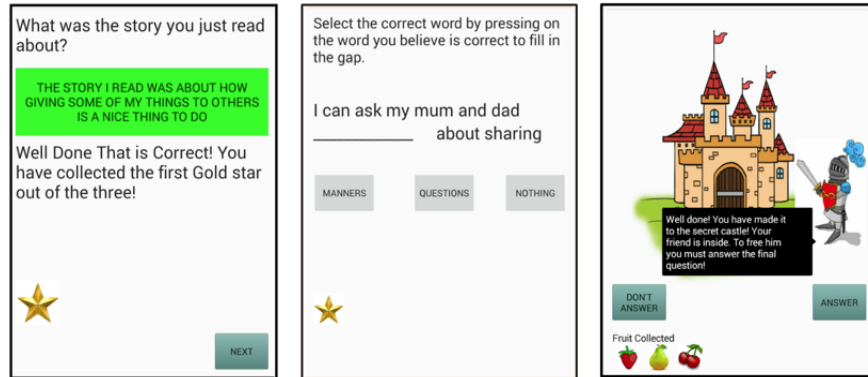 What was the story you just read
about?
THE STORY I READ WAS ABOUT HOW
GIVING SOME OF MY THINGS TO OTHERS
IS A NICE THING TO DO
Well Done That is Correct! You
have collected the first Gold star
out of the three!
NEXT
Select the correct word by pressing on
the word you believe is correct to fill in
the gap.
I can ask my mum and dad
____________ about sharing
MANNERS
QUESTIONS
NOTHING
Well done! You have made it
to the secret castle! Your
friend is inside. To free him
you must answer the final
question!
DON'T
ANSWER
ANSWER
Fruit Collected